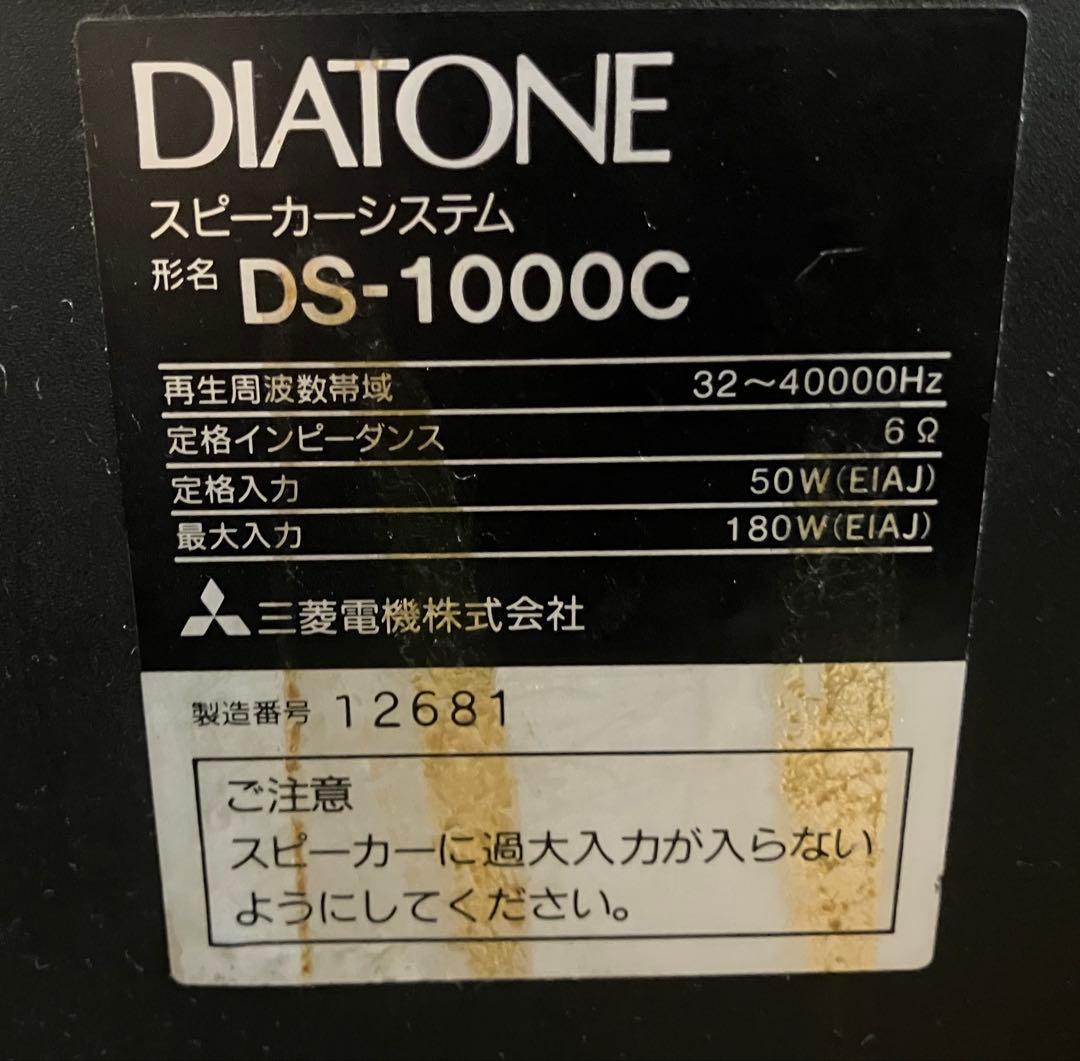 DIATONE
スピーカーシステム
形名 DS-1000C
再生周波数帯域 32～40000Hz
定格インピーダンス 6Ω
定格入力 50W(EIAJ)
最大入力 180W(EIAJ)
三菱電機株式会社
製造番号 12681
ご注意
スピーカーに過大入力が入らない
ようにしてください。